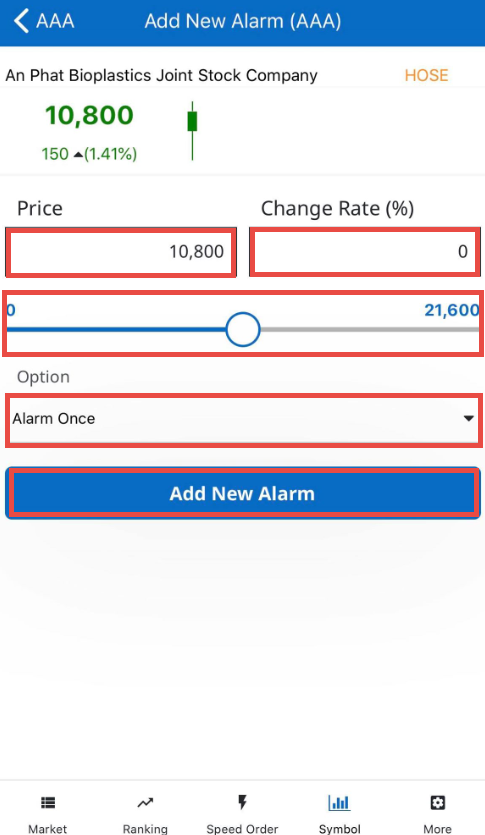 AAA Add New Alarm (AAA)
An Phat Bioplastics Joint Stock Company HOSE
10,800
150 ▲(1.41%)
Price Change Rate (%)
10,800 0
0 21,600
Option
Alarm Once
Add New Alarm
Market Ranking Speed Order Symbol More